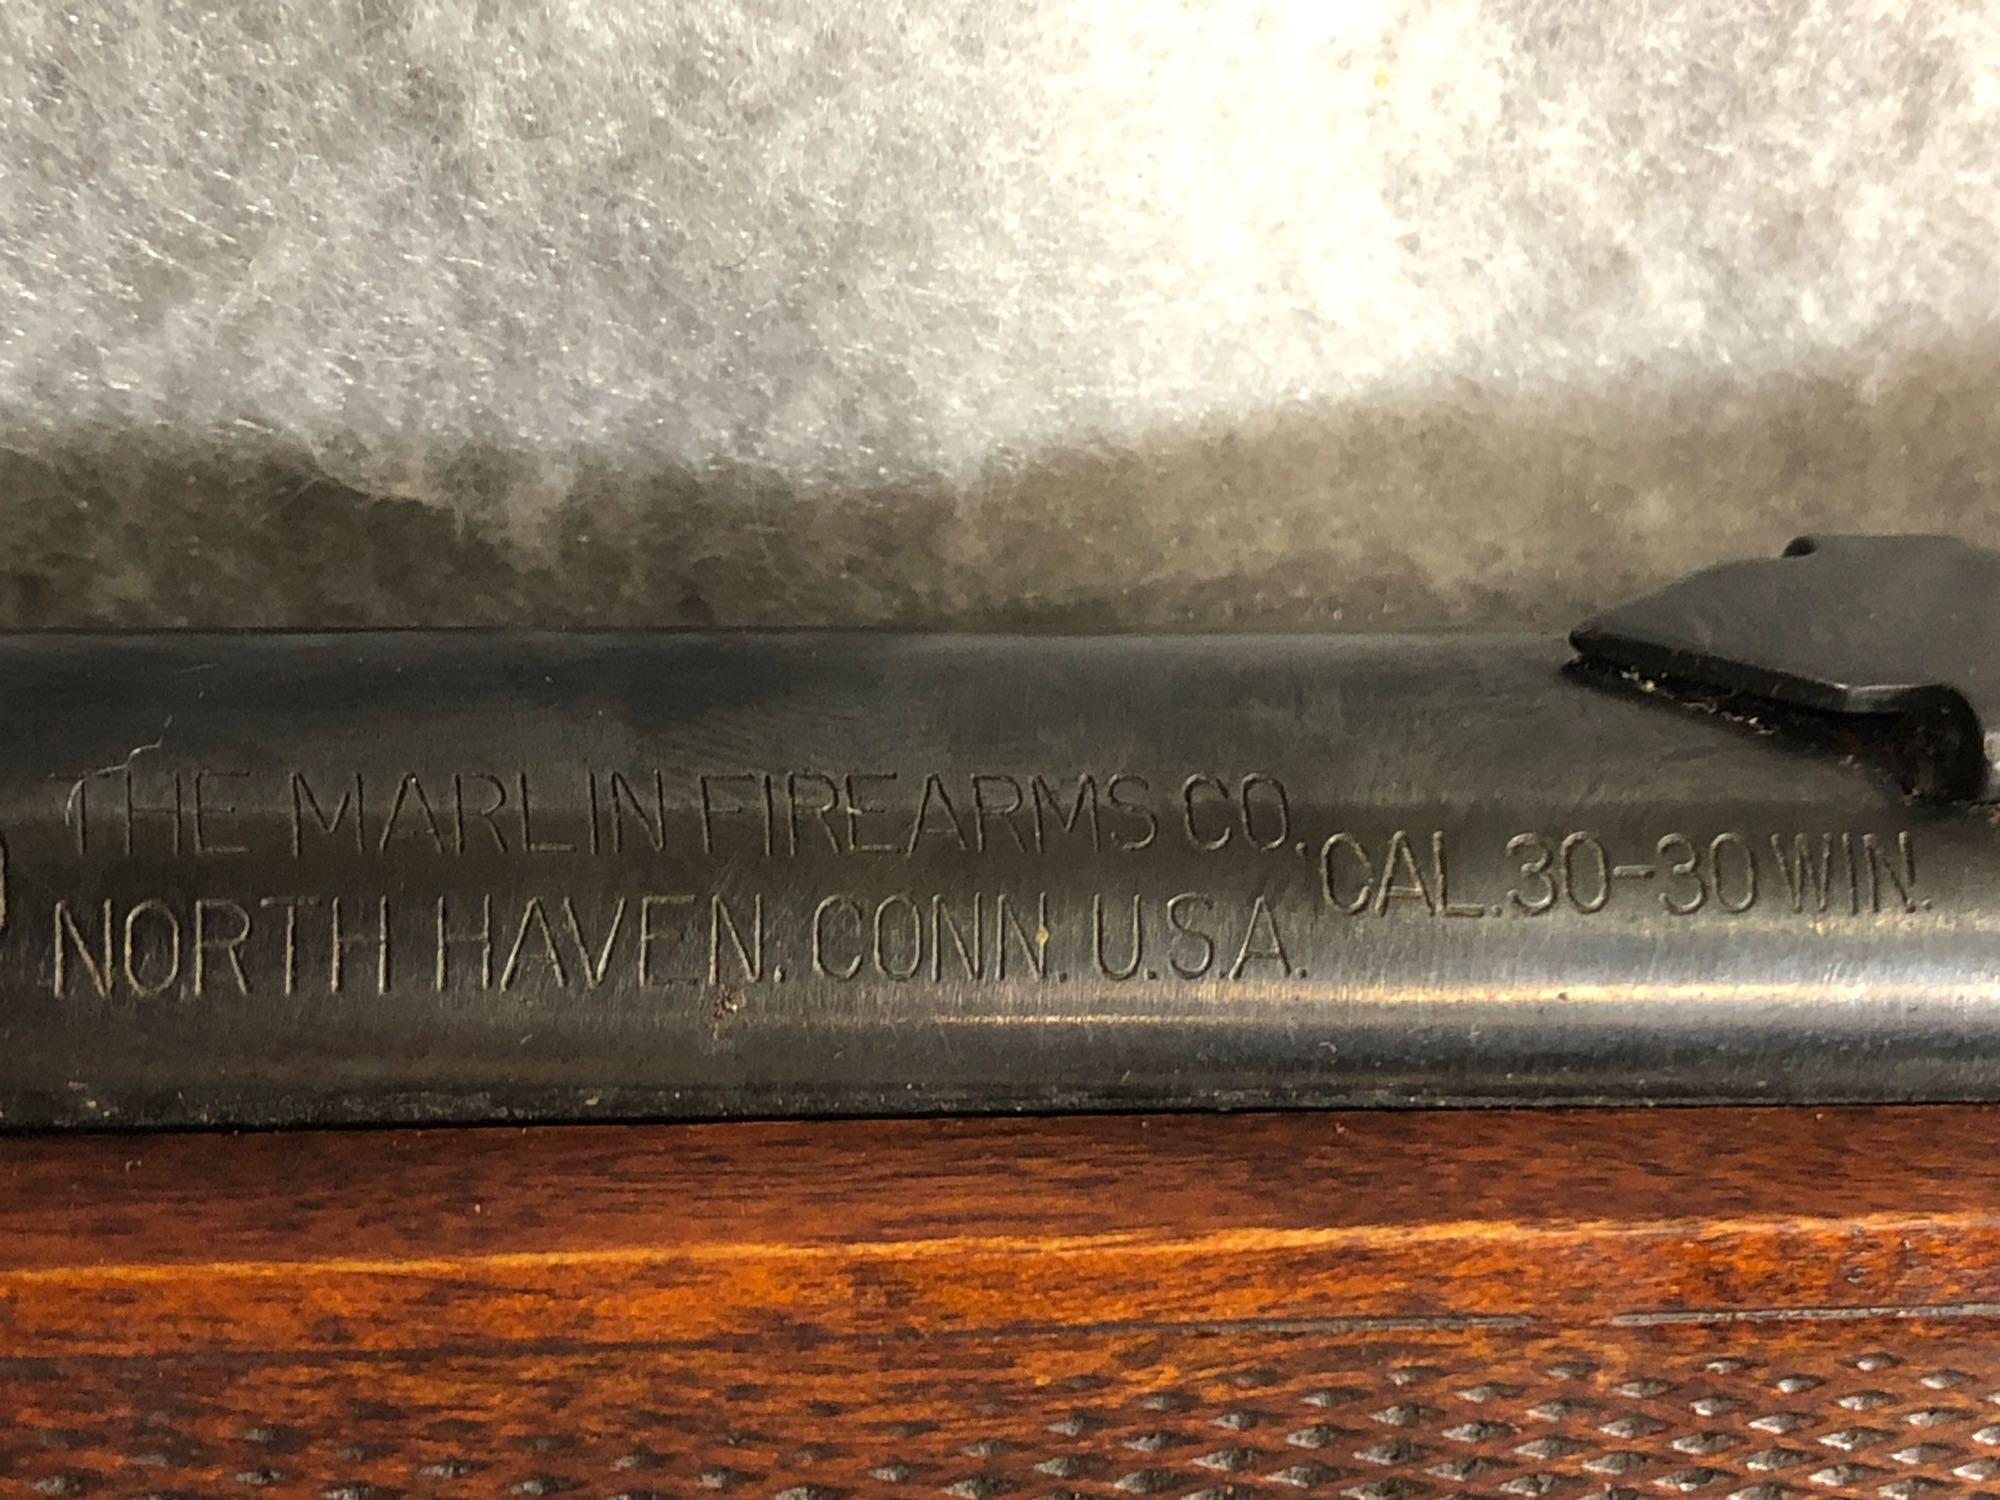 THE MARLIN FIREARMS CO.
NORTH HAVEN. CONN. U.S.A.
CAL. 30-30 WIN.